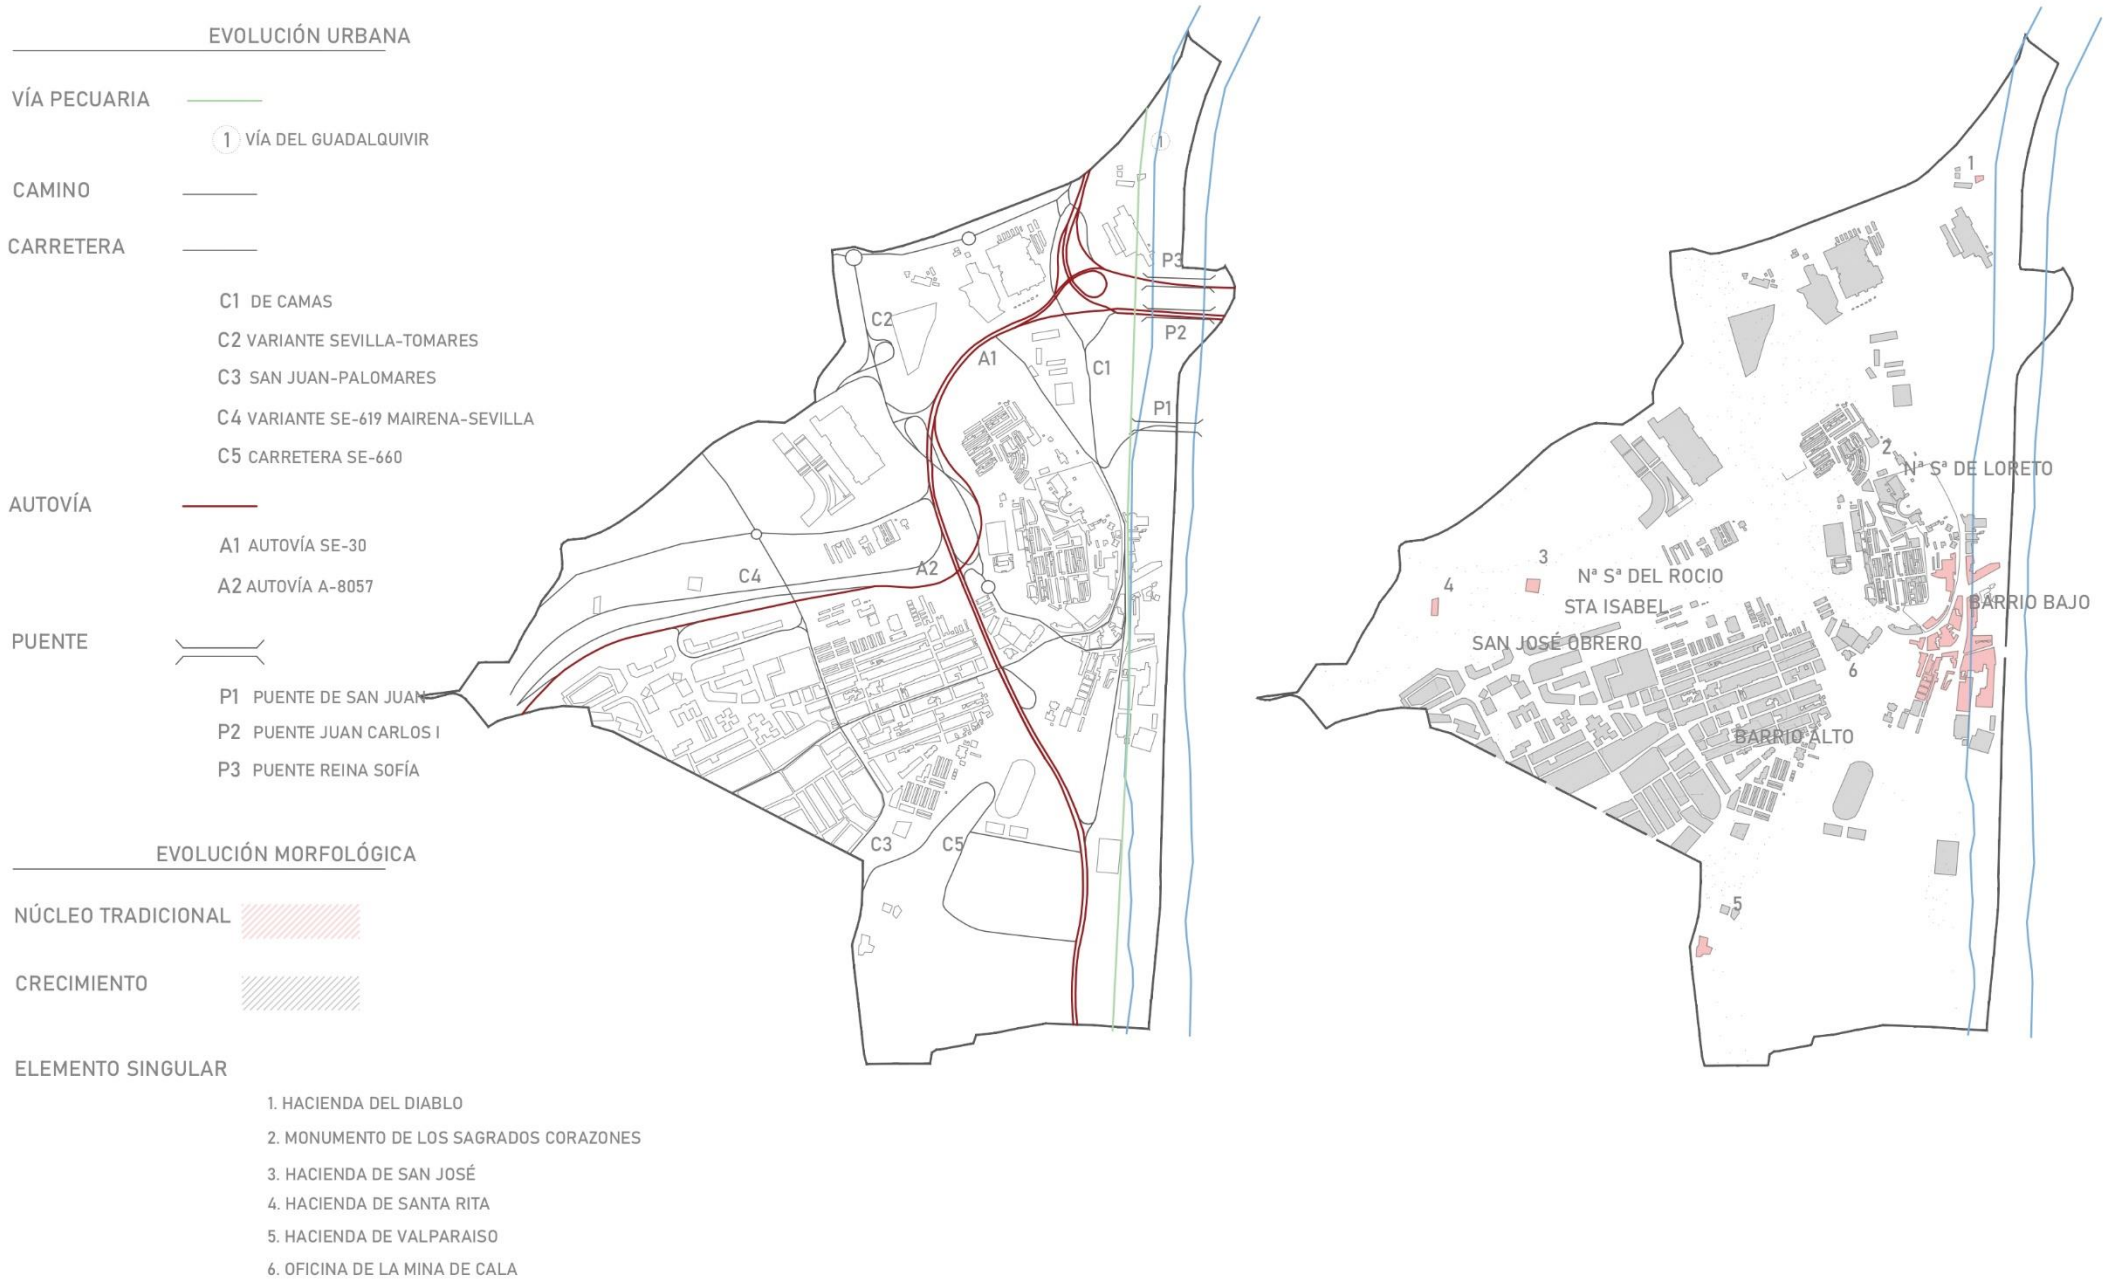 EVOLUCIÓN URBANA
VÍA PECUARIA
1 VÍA DEL GUADALQUIVIR
CAMINO
CARRETERA
C1 DE CAMAS
C2 VARIANTE SEVILLA-TOMARES
C3 SAN JUAN-PALOMARES
C4 VARIANTE SE-619 MAIRENA-SEVILLA
C5 CARRETERA SE-660
AUTOVÍA
A1 AUTOVÍA SE-30
A2 AUTOVÍA A-8057
PUENTE
P1 PUENTE DE SAN JUAN
P2 PUENTE JUAN CARLOS I
P3 PUENTE REINA SOFÍA
EVOLUCIÓN MORFOLÓGICA
NÚCLEO TRADICIONAL
CRECIMIENTO
ELEMENTO SINGULAR
1. HACIENDA DEL DIABLO
2. MONUMENTO DE LOS SAGRADOS CORAZONES
3. HACIENDA DE SAN JOSÉ
4. HACIENDA DE SANTA RITA
5. HACIENDA DE VALPARAISO
6. OFICINA DE LA MINA DE CALA
1
P3
C2
P2
A1
C1
P1
C4
A2
C3
C5
1
2
Nª Sª DE LORETO
3
Nª Sª DEL ROCIO
4
STA ISABEL
BARRIO BAJO
SAN JOSÉ OBRERO
6
BARRIO ALTO
5